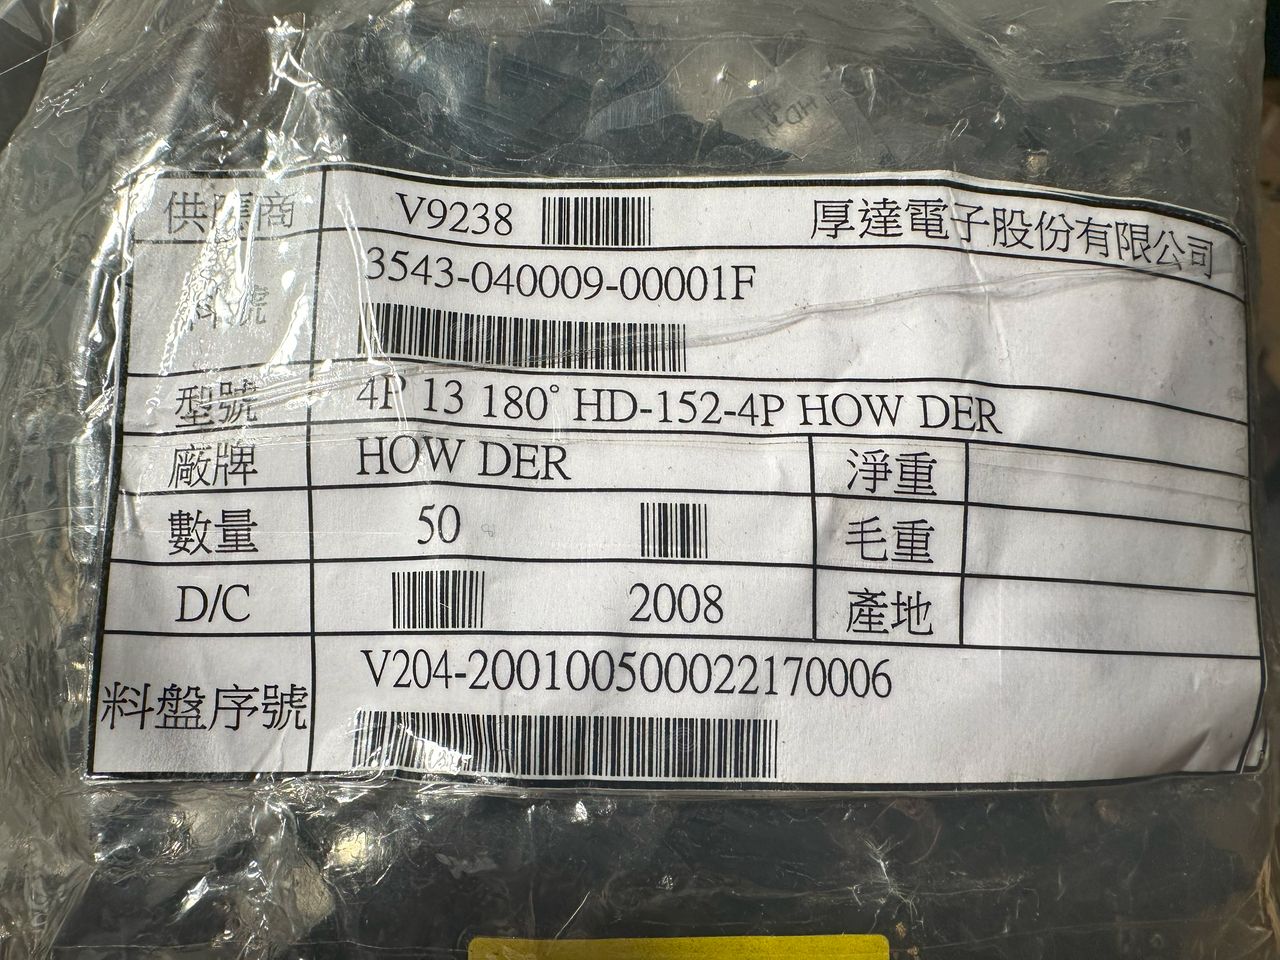 供應商 V9238 厚達電子股份有限公司
料號 3543-040009-00001F
型號 4P 13 180° HD-152-4P HOW DER
廠牌 HOW DER 淨重
數量 50 毛重
D/C 2008 產地
料盤序號 V204-200100500022170006